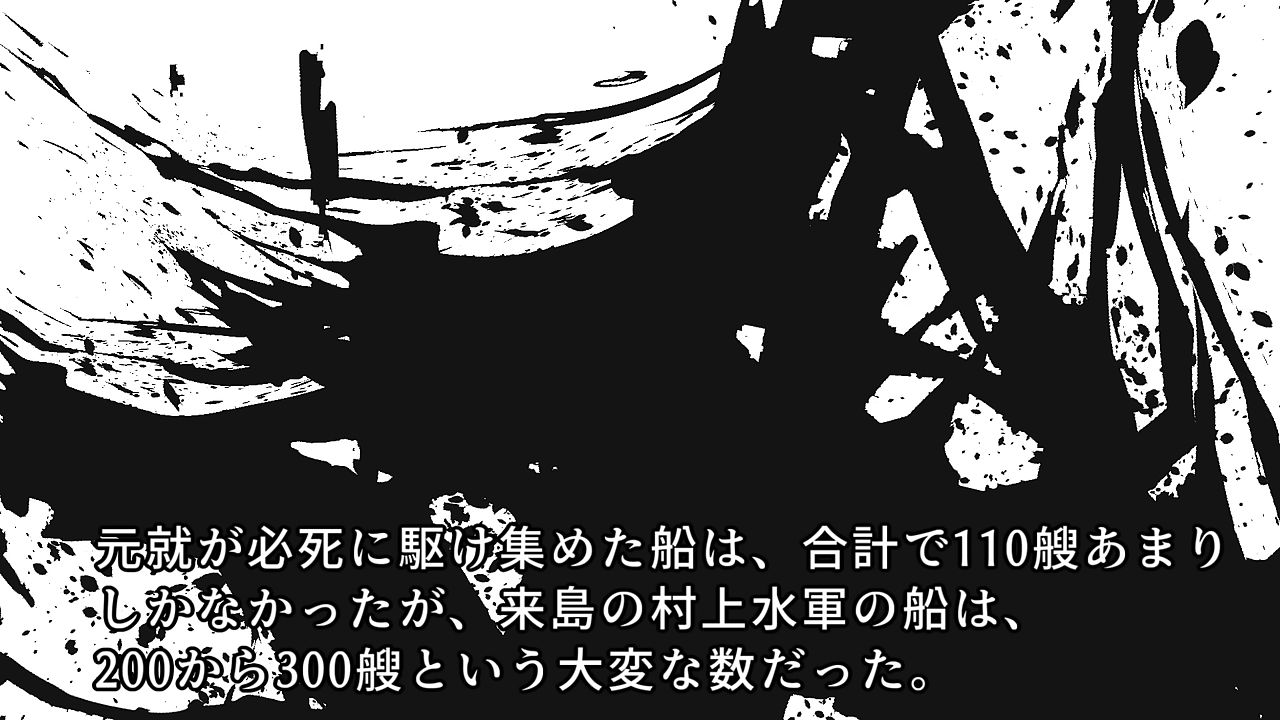 元就が必死に駆け集めた船は、合計で110艘あまり
しかなかったが、来島の村上水軍の船は、
200から300艘という大変な数だった。